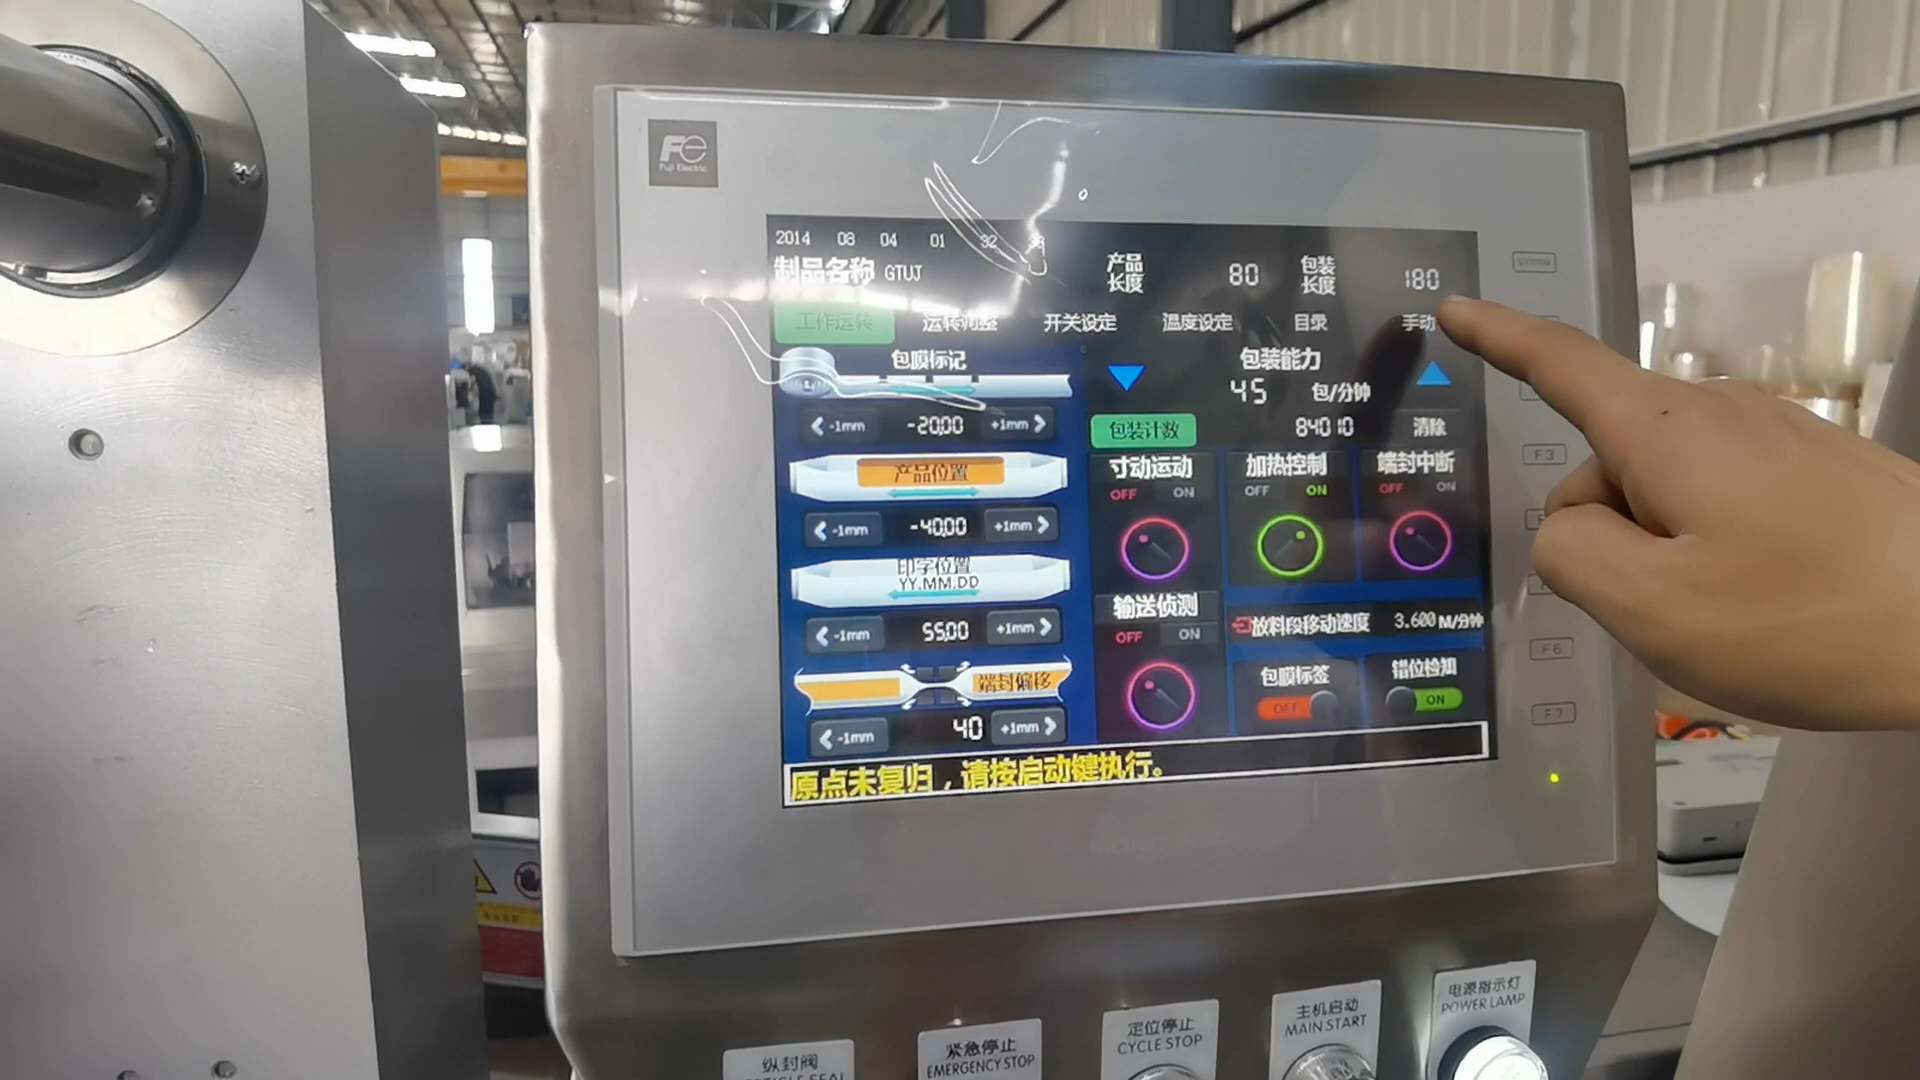 Fe
Fuji Electric
2014 08 04 01 32
制品名称 GTUJ
产品长度 80 包装长度 180
工作运转 运转调整 开关设定 温度设定 目录 手动
包膜标记
包装能力
45 包/分钟
-1mm -20.00 +1mm
包装计数 84010 清除
产品位置
寸动运动 加热控制 端封中断
OFF ON OFF ON OFF ON
-1mm -40.00 +1mm
印字位置
YY.MM.DD
-1mm 55.00 +1mm
输送侦测
OFF ON
放料段移动速度 3.600 M/分钟
端封偏移
包膜标签 错位检知
OFF ON
-1mm 40 +1mm
原点未复归，请按启动键执行。
F3
F6
F7
纵封阀
紧急停止
EMERGENCY STOP
定位停止
CYCLE STOP
主机启动
MAIN START
电源指示灯
POWER LAMP